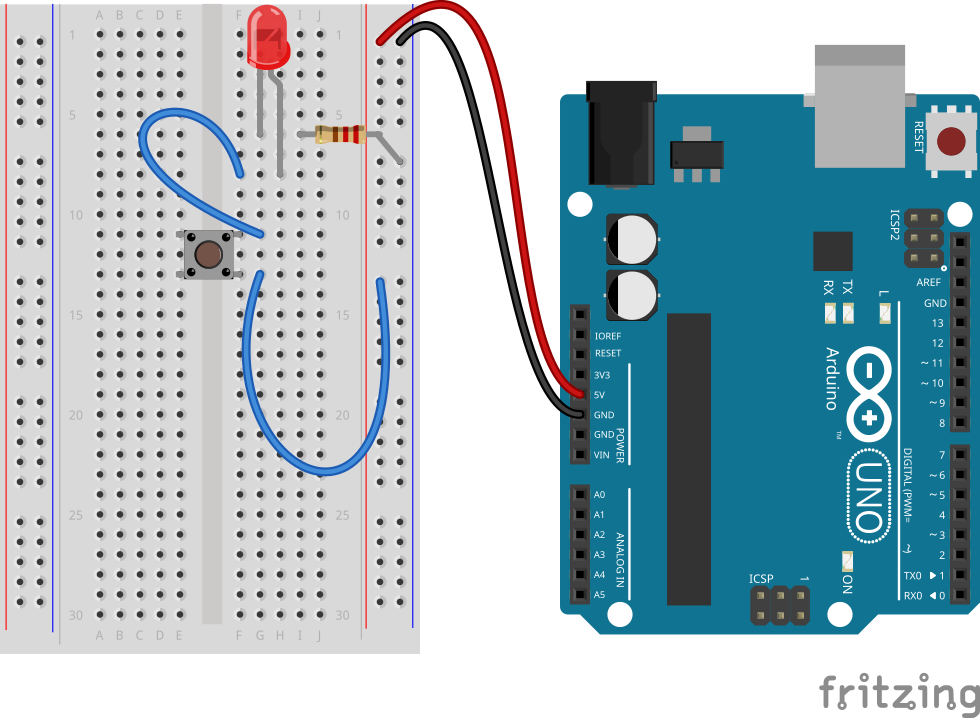 A B C D E F I J
1 1
5 5
10 10
15 15
20 20
25 25
30 30
A B C D E F G H I J
RESET
ICSP2
AREF
GND
13
12
~ 11
~ 10
~ 9
8
7
~ 6
~ 5
4
~ 3
2
TX0 ▶ 1
RX0 ◀ 0
DIGITAL (PWM= ~)
RX
TX
L
IOREF
RESET
3V3
5V
GND
GND
VIN
POWER
A0
A1
A2
A3
A4
A5
ANALOG IN
Arduino
TM
UNO
ON
ICSP
1
fritzing